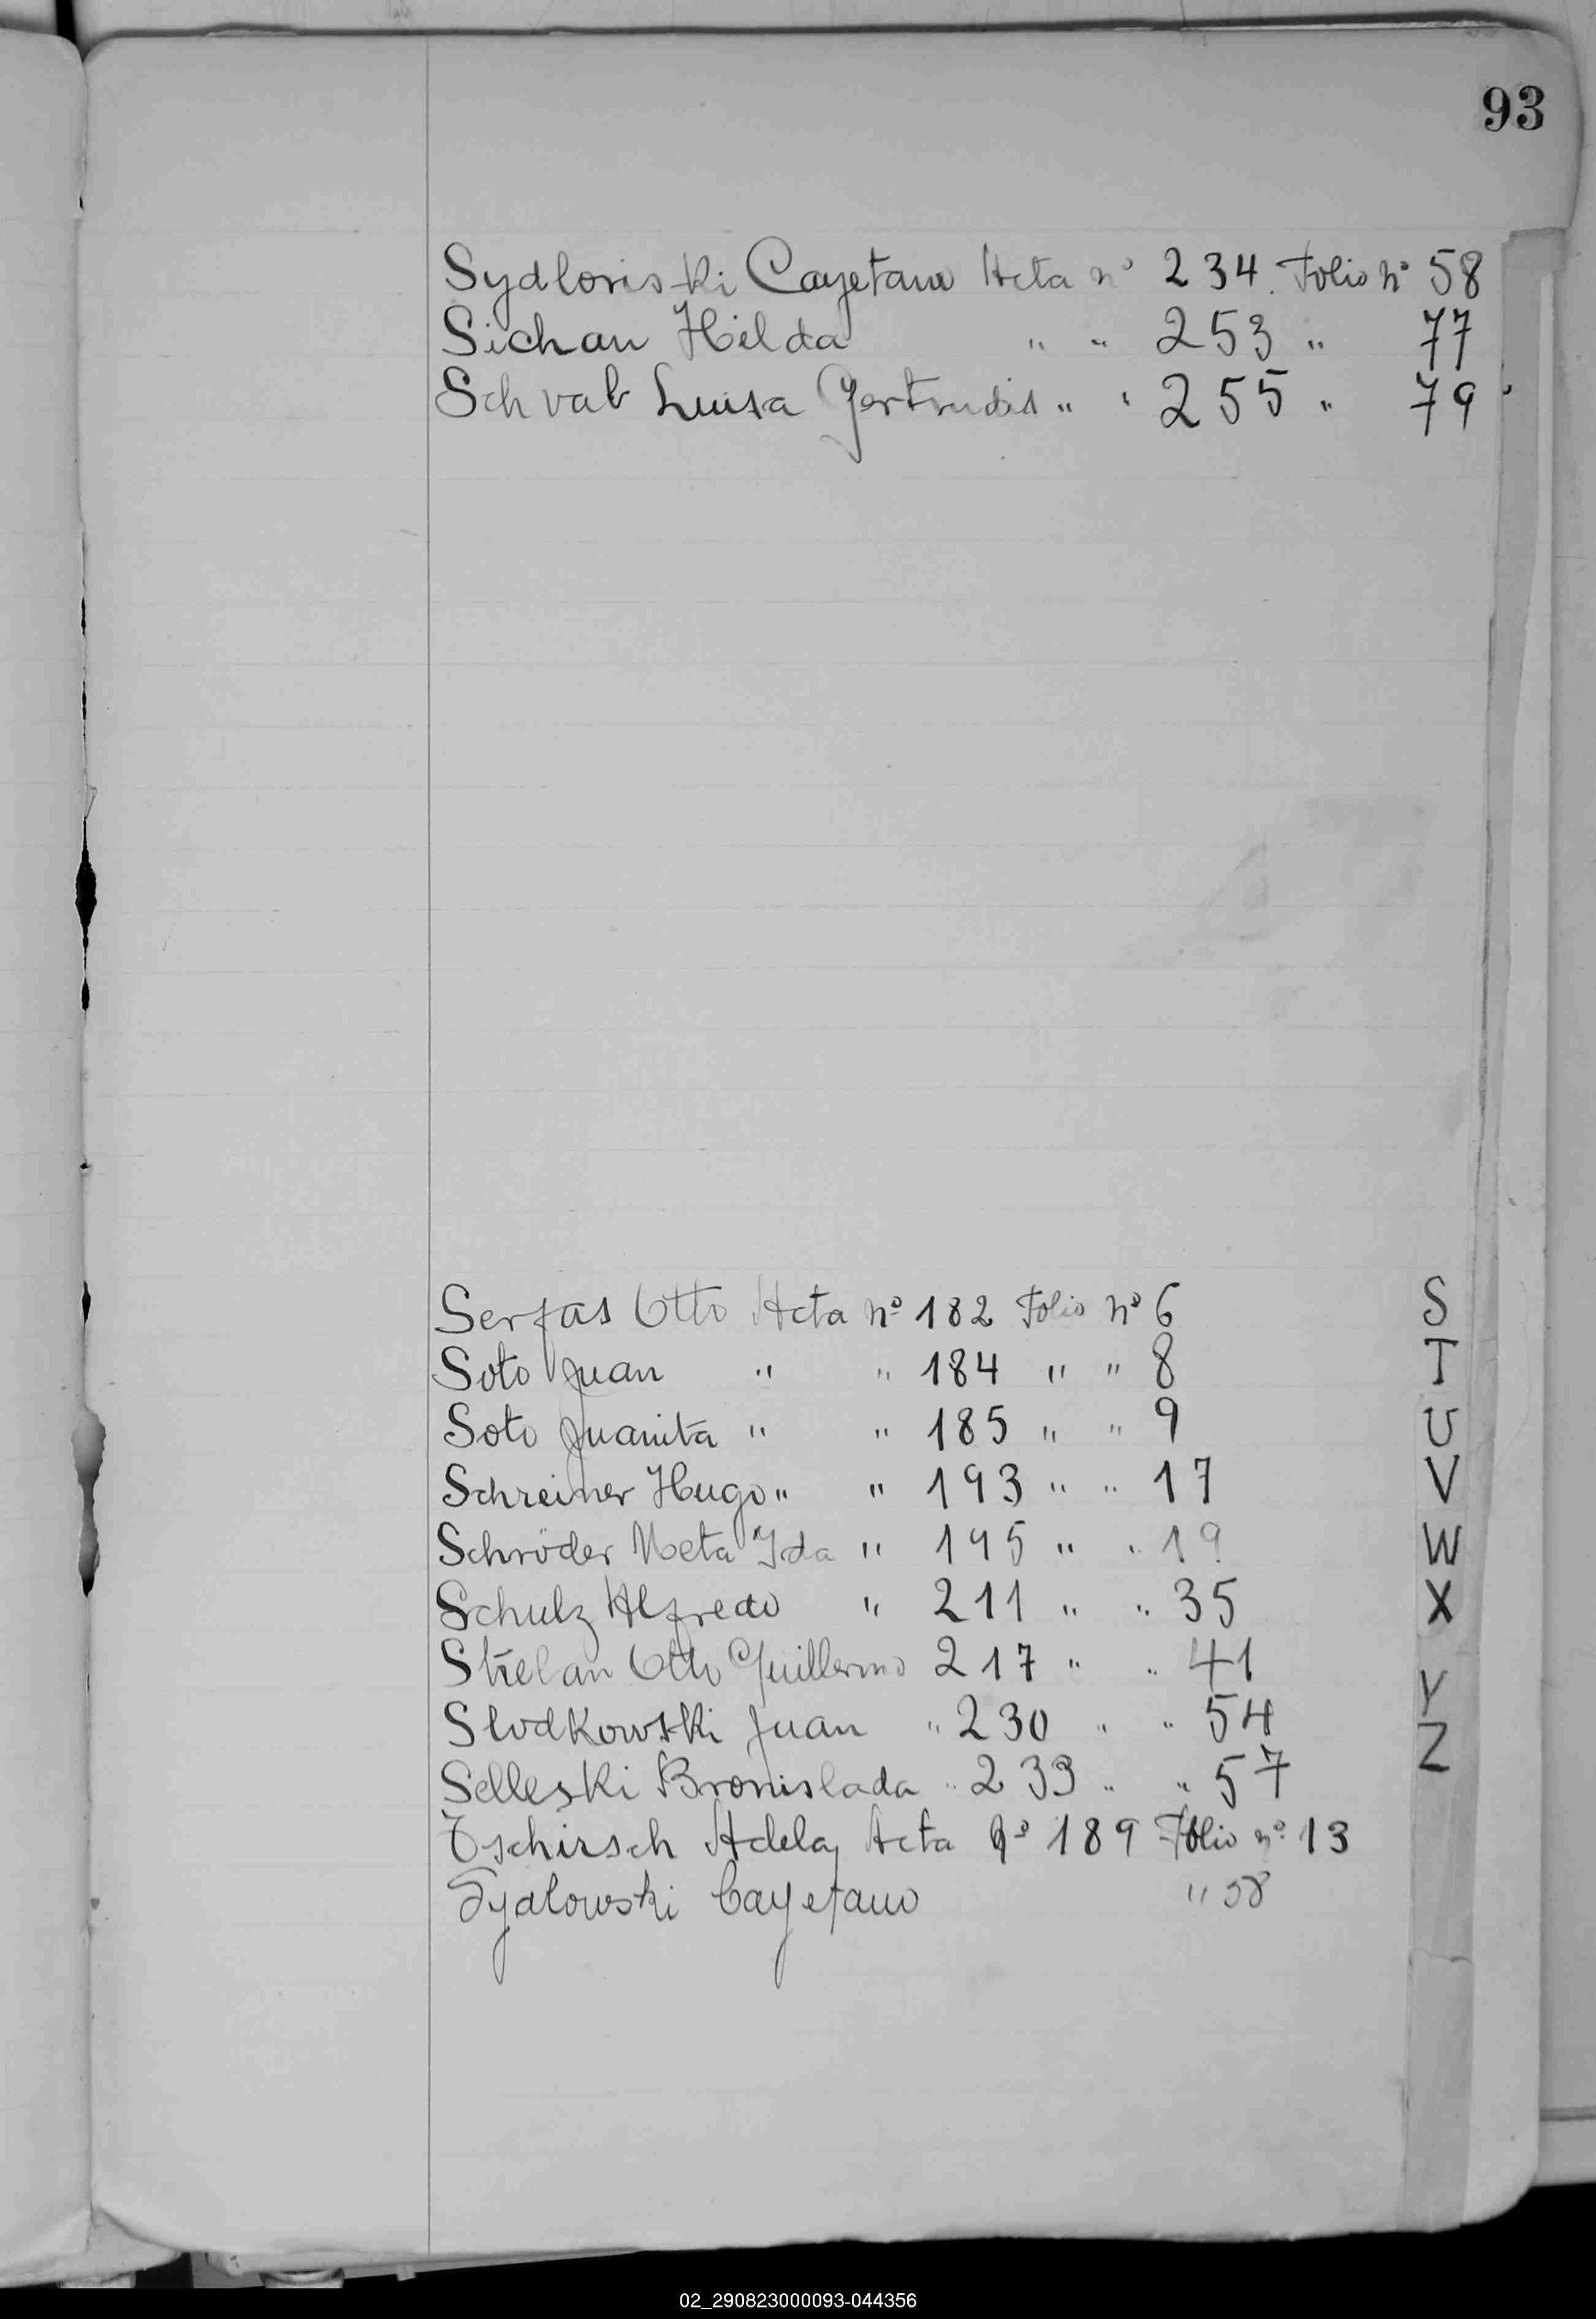 93
Sydloriski Cayetano Acta nº 234. Folio nº 58
Sichau Hilda " " 253 " 77
Schvab Luisa Gertrudis " " 255 " 79
Serfas Otto Acta nº 182 Folio nº 6
Soto Juan " " 184 " " 8
Soto Juanita " " 185 " " 9
Schreiner Hugo " " 193 " " 17
Schröder Meta Ida " 195 " " 19
Schulz Alfredo " 211 " " 35
Strelau Otto Guillermo 217 " " 41
Slodkowski Juan " 230 " " 54
Selleski Bronislada " 233 " " 57
Tschirsch Adela Acta nº 189 Folio nº 13
Sydlowski Cayetano " 58
S
T
U
V
W
X
Y
Z
02_290823000093-044356